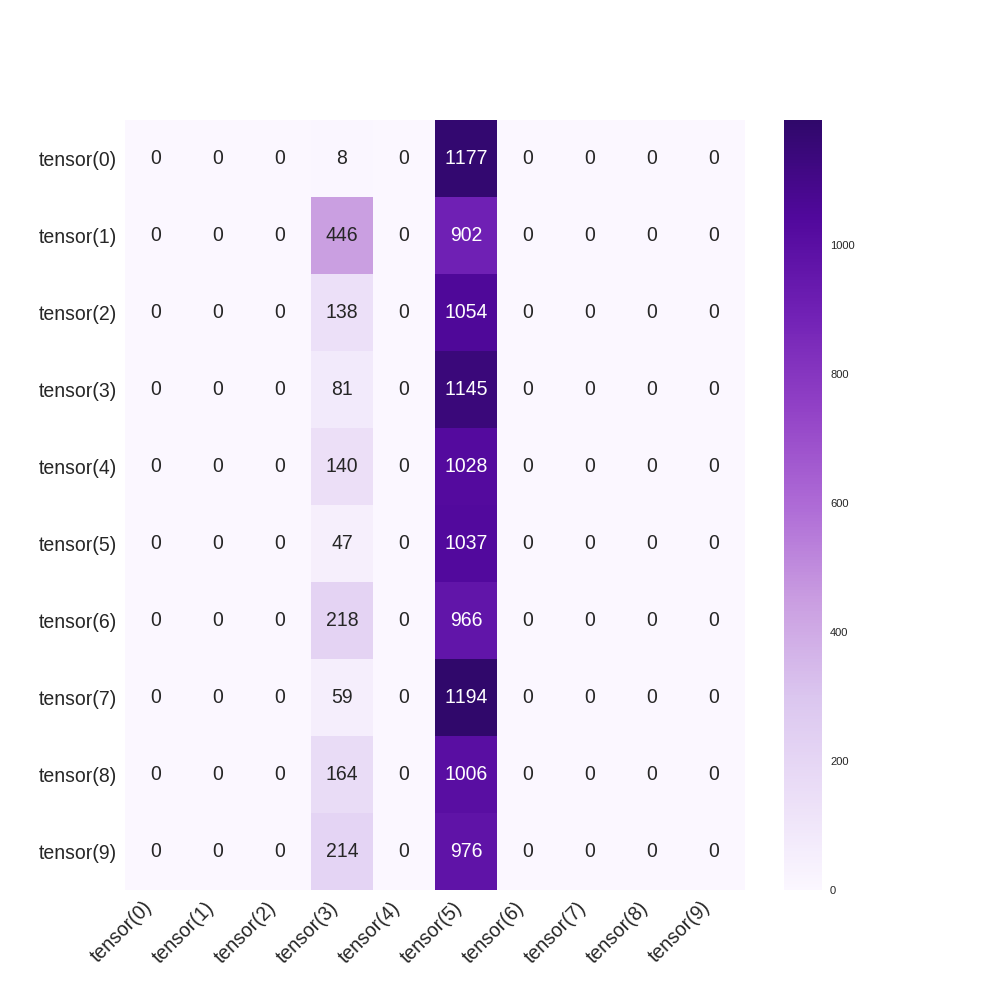 tensor(0) 0 0 0 8 0 1177 0 0 0 0
tensor(1) 0 0 0 446 0 902 0 0 0 0
1000
tensor(2) 0 0 0 138 0 1054 0 0 0 0
800
tensor(3) 0 0 0 81 0 1145 0 0 0 0
tensor(4) 0 0 0 140 0 1028 0 0 0 0
600
tensor(5) 0 0 0 47 0 1037 0 0 0 0
tensor(6) 0 0 0 218 0 966 0 0 0 0
400
tensor(7) 0 0 0 59 0 1194 0 0 0 0
200
tensor(8) 0 0 0 164 0 1006 0 0 0 0
tensor(9) 0 0 0 214 0 976 0 0 0 0
0
tensor(0) tensor(1) tensor(2) tensor(3) tensor(4) tensor(5) tensor(6) tensor(7) tensor(8) tensor(9)